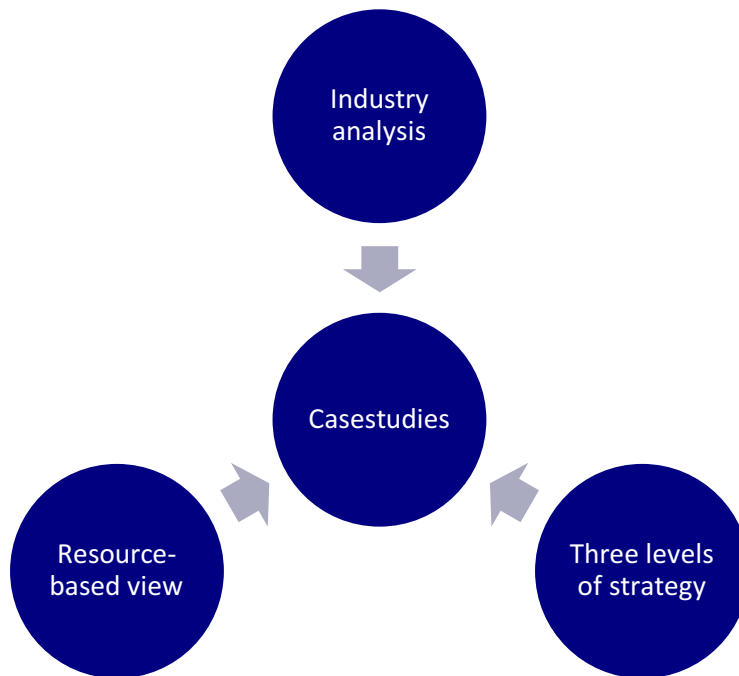 Industry
analysis
Casestudies
Resource-
based view
Three levels
of strategy